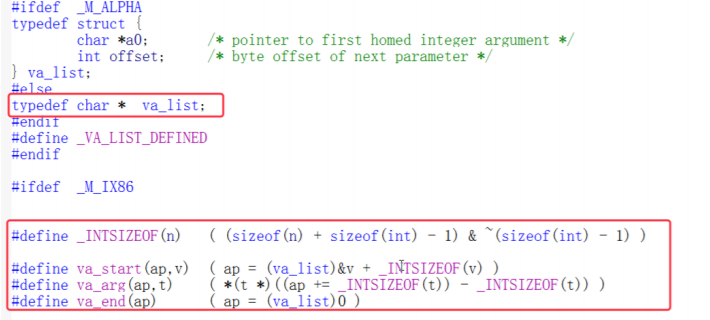 #ifdef  _M_ALPHA
typedef struct {
        char *a0;       /* pointer to first homed integer argument */
        int offset;     /* byte offset of next parameter */
} va_list;
#else
typedef char *  va_list;
#endif
#define _VA_LIST_DEFINED
#endif
#ifdef  _M_IX86
#define _INTSIZEOF(n)   ( (sizeof(n) + sizeof(int) - 1) & ~(sizeof(int) - 1) )
#define va_start(ap,v)  ( ap = (va_list)&v + _INTSIZEOF(v) )
#define va_arg(ap,t)    ( *(t *)((ap += _INTSIZEOF(t)) - _INTSIZEOF(t)) )
#define va_end(ap)      ( ap = (va_list)0 )